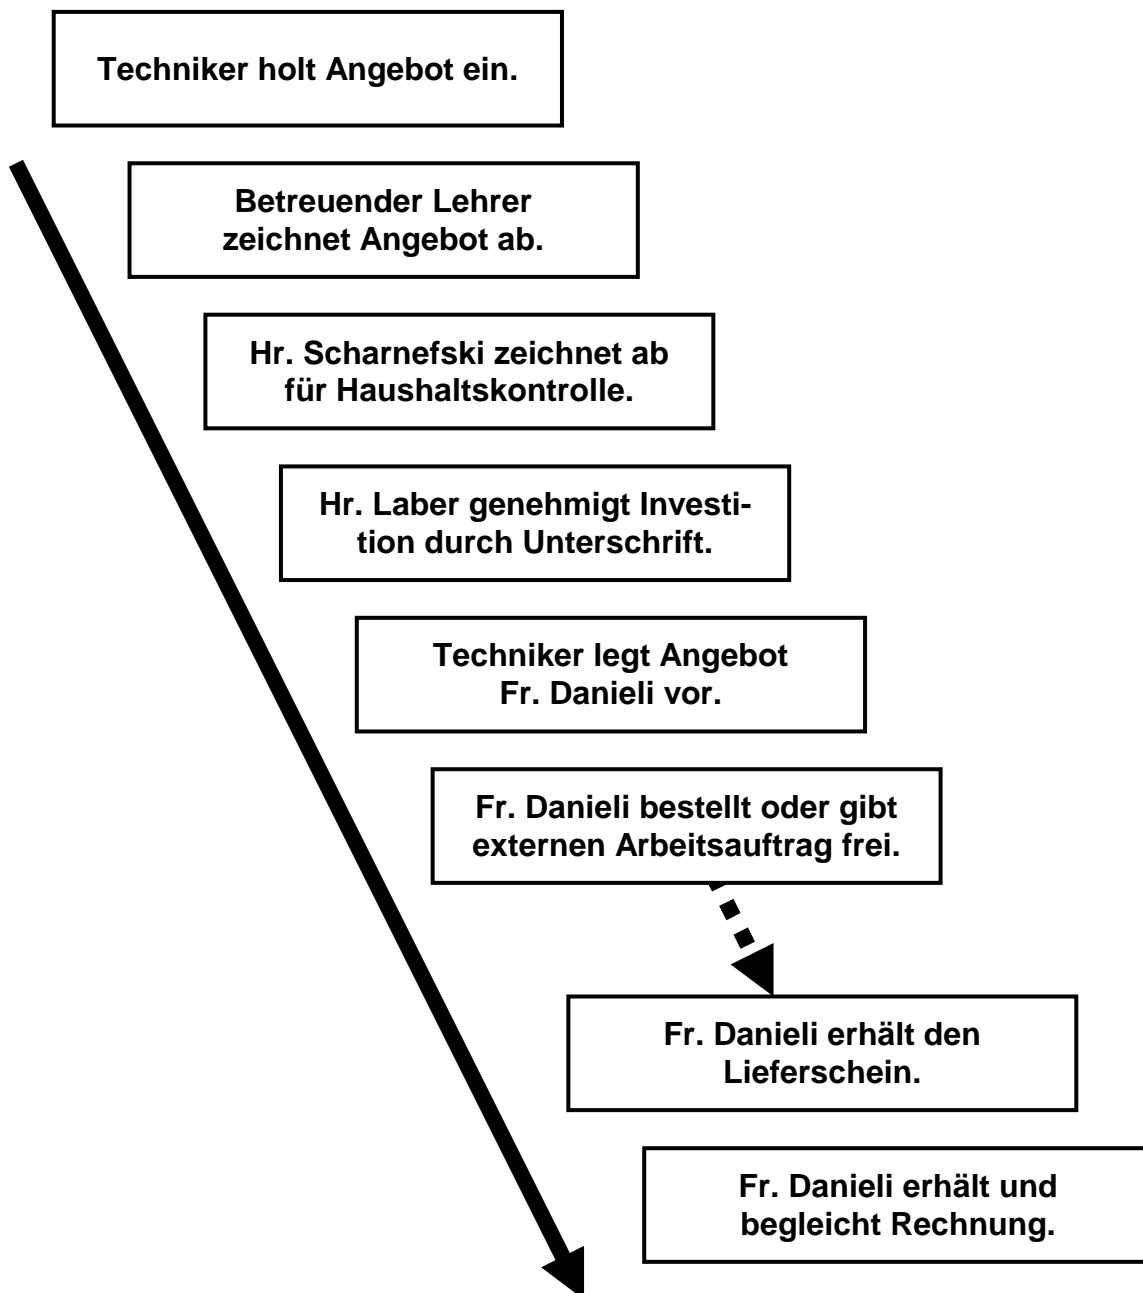 Techniker holt Angebot ein.
Betreuender Lehrer
zeichnet Angebot ab.
Hr. Scharnefski zeichnet ab
für Haushaltskontrolle.
Hr. Laber genehmigt Investi-
tion durch Unterschrift.
Techniker legt Angebot
Fr. Danieli vor.
Fr. Danieli bestellt oder gibt
externen Arbeitsauftrag frei.
Fr. Danieli erhält den
Lieferschein.
Fr. Danieli erhält und
begleicht Rechnung.